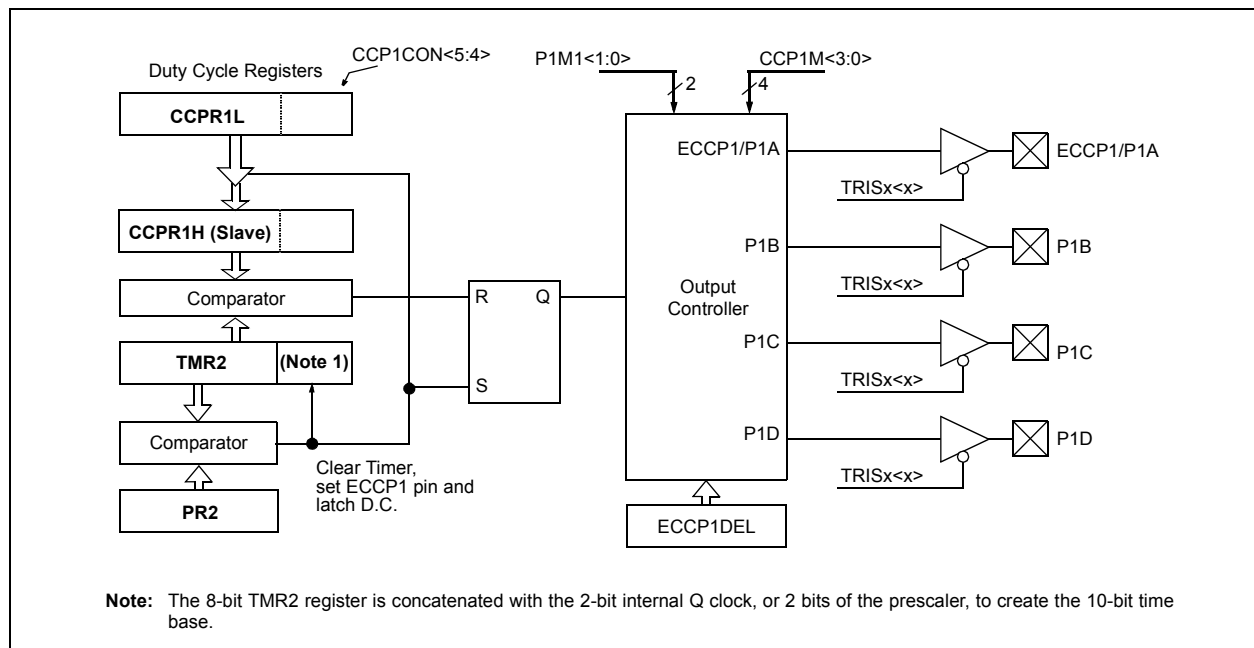 CCP1CON<5:4>
Duty Cycle Registers
CCPR1L
CCPR1H (Slave)
Comparator
TMR2
(Note 1)
Comparator
PR2
Clear Timer,
set ECCP1 pin and
latch D.C.
R
Q
S
P1M1<1:0>
2
CCP1M<3:0>
4
ECCP1/P1A
P1B
Output
Controller
P1C
P1D
ECCP1DEL
TRISx<x>
ECCP1/P1A
TRISx<x>
P1B
TRISx<x>
P1C
TRISx<x>
P1D
Note: The 8-bit TMR2 register is concatenated with the 2-bit internal Q clock, or 2 bits of the prescaler, to create the 10-bit time
base.